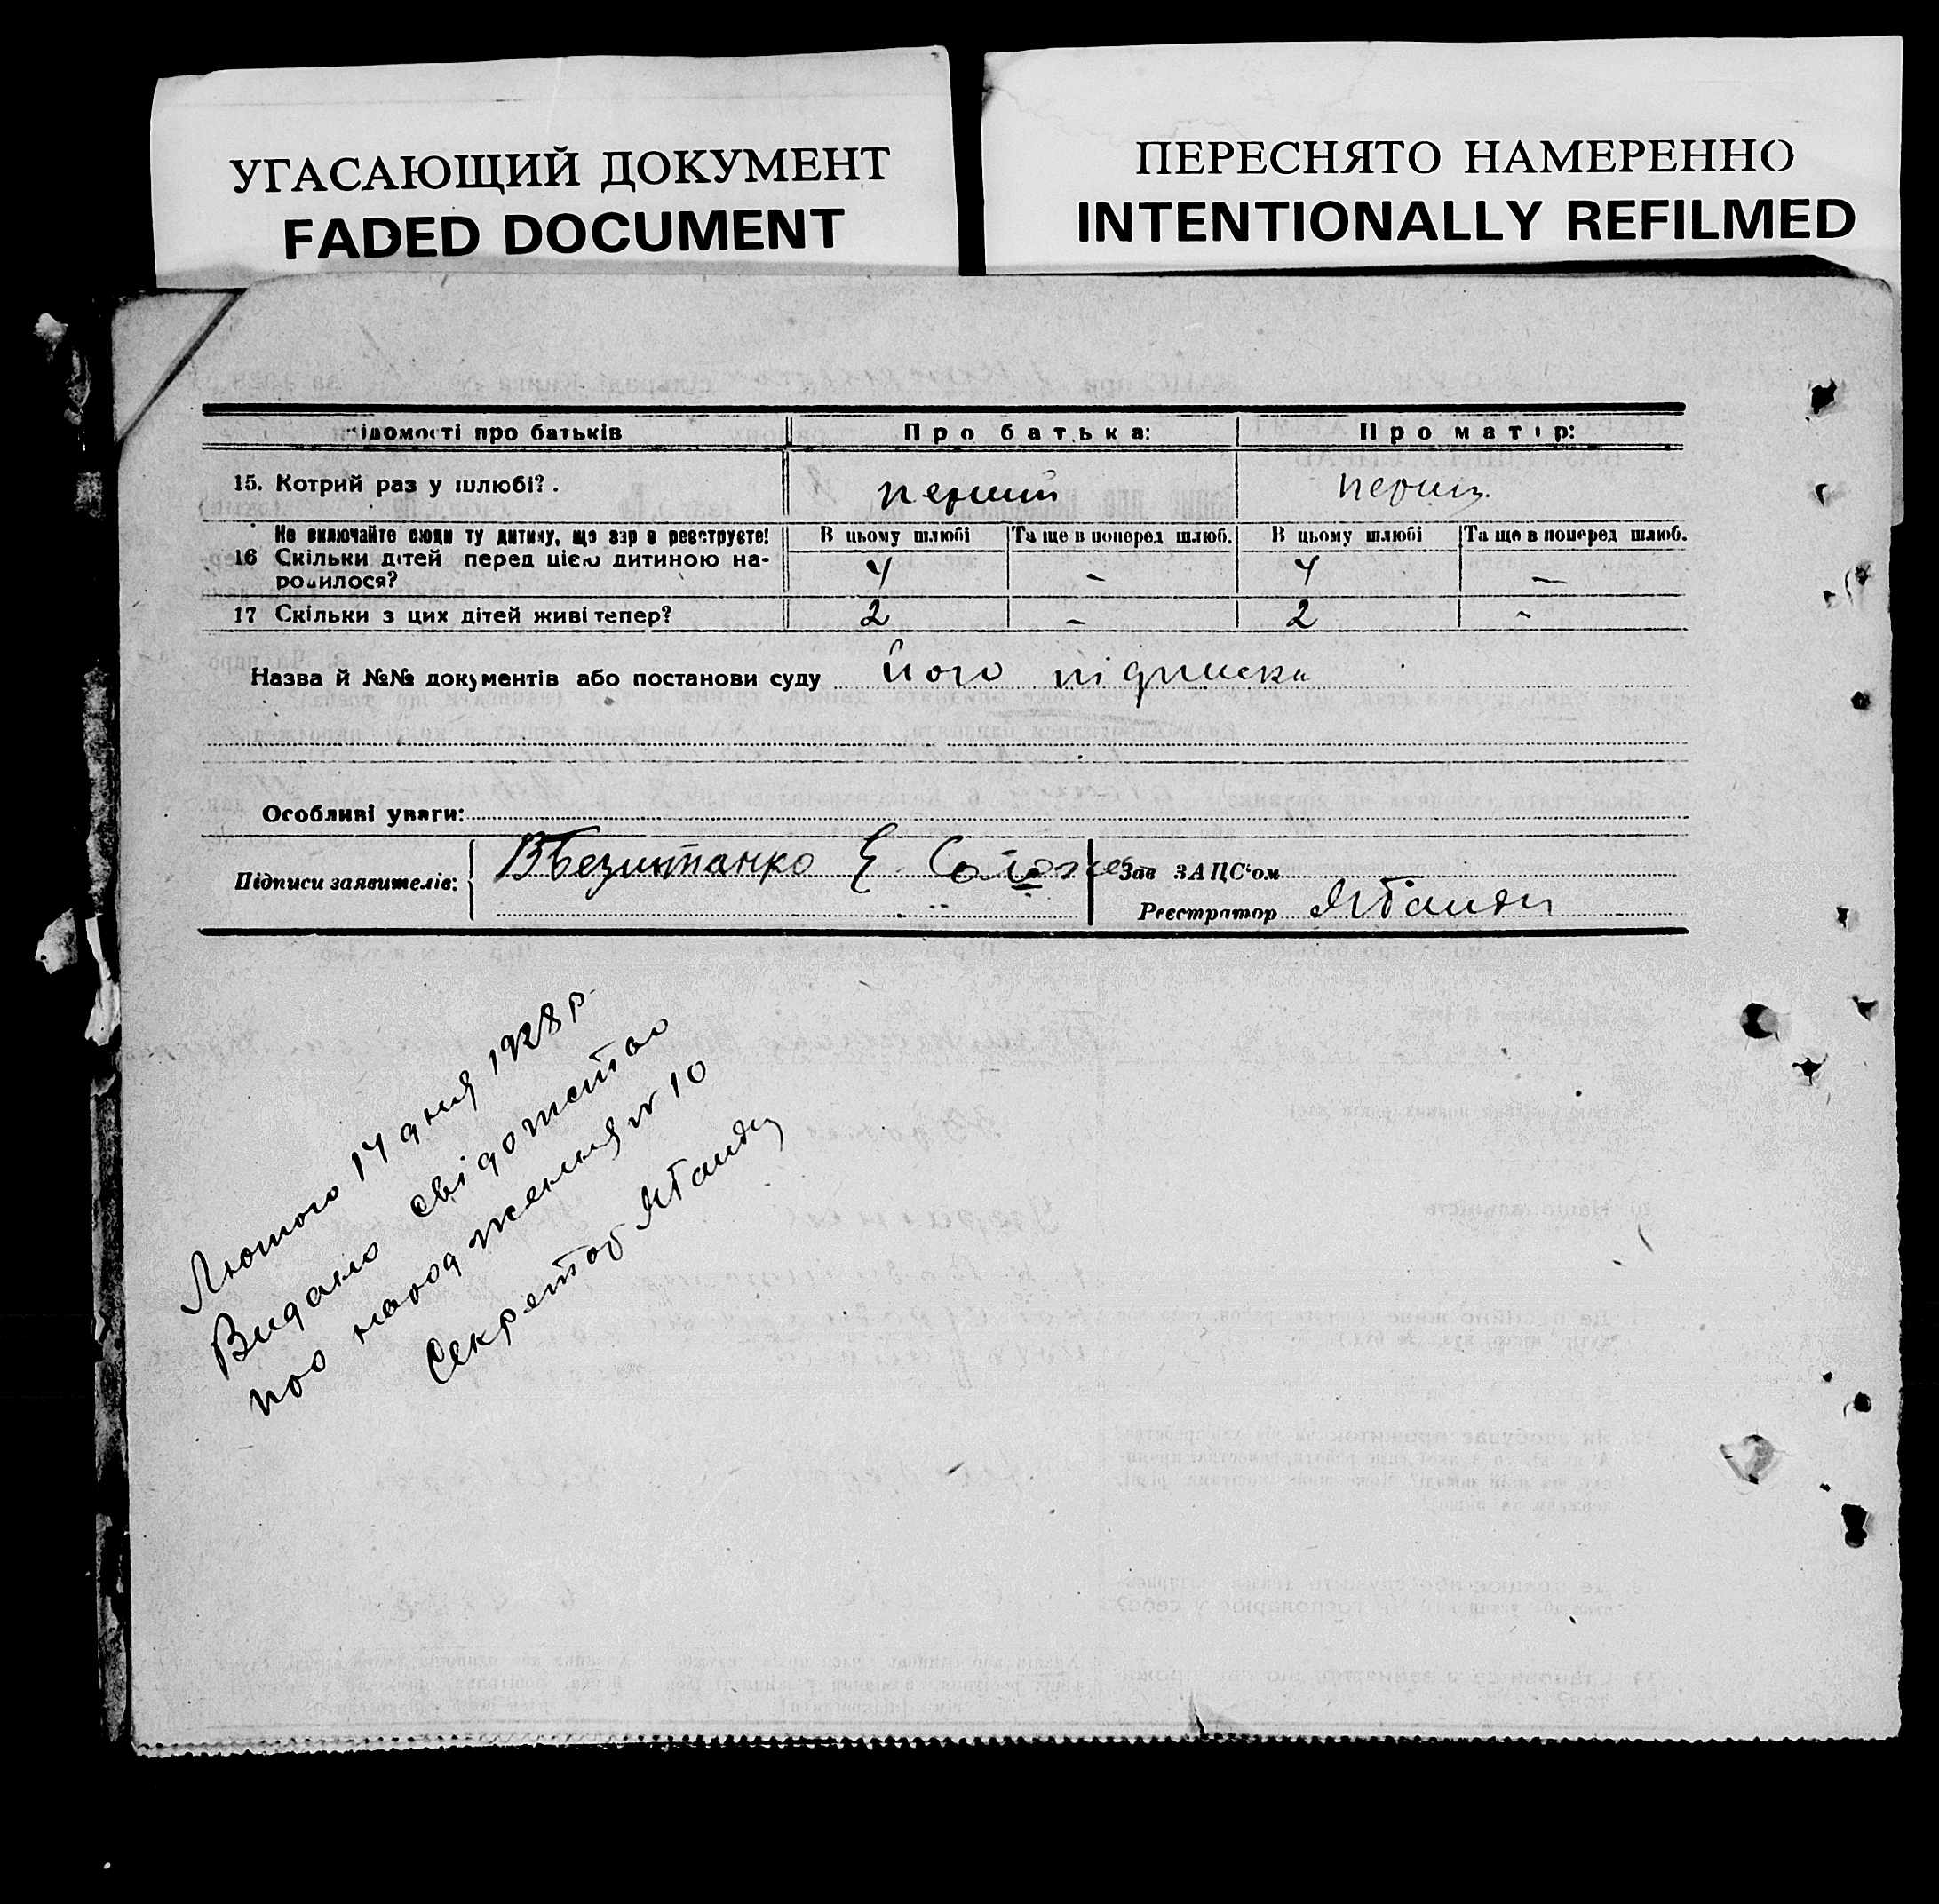 УГАСАЮЩИЙ ДОКУМЕНТ
FADED DOCUMENT
ПЕРЕСНЯТО НАМЕРЕННО
INTENTIONALLY REFILMED
ідомості про батьків Про батька: Про матір:
15. Котрий раз у шлюбі? перший перш.
Не включайте сюди ту дитину, що зар з реєструєте! В цьому шлюбі Та ще в поперед шлюб. В цьому шлюбі Та ще в поперед шлюб.
16 Скільки дітей перед цією дитиною на-
родилося? 4 – 4 –
17 Скільки з цих дітей живі тепер? 2 – 2 –
Назва й №№ документів або постанови суду його підписка
Особливі уваги:
Підписи заявителів: Зав ЗАЦС'ом
Реєстратор
Лютого 14 дня 1928 р.
Видано свідоцтво
про народження № 10
Секретар